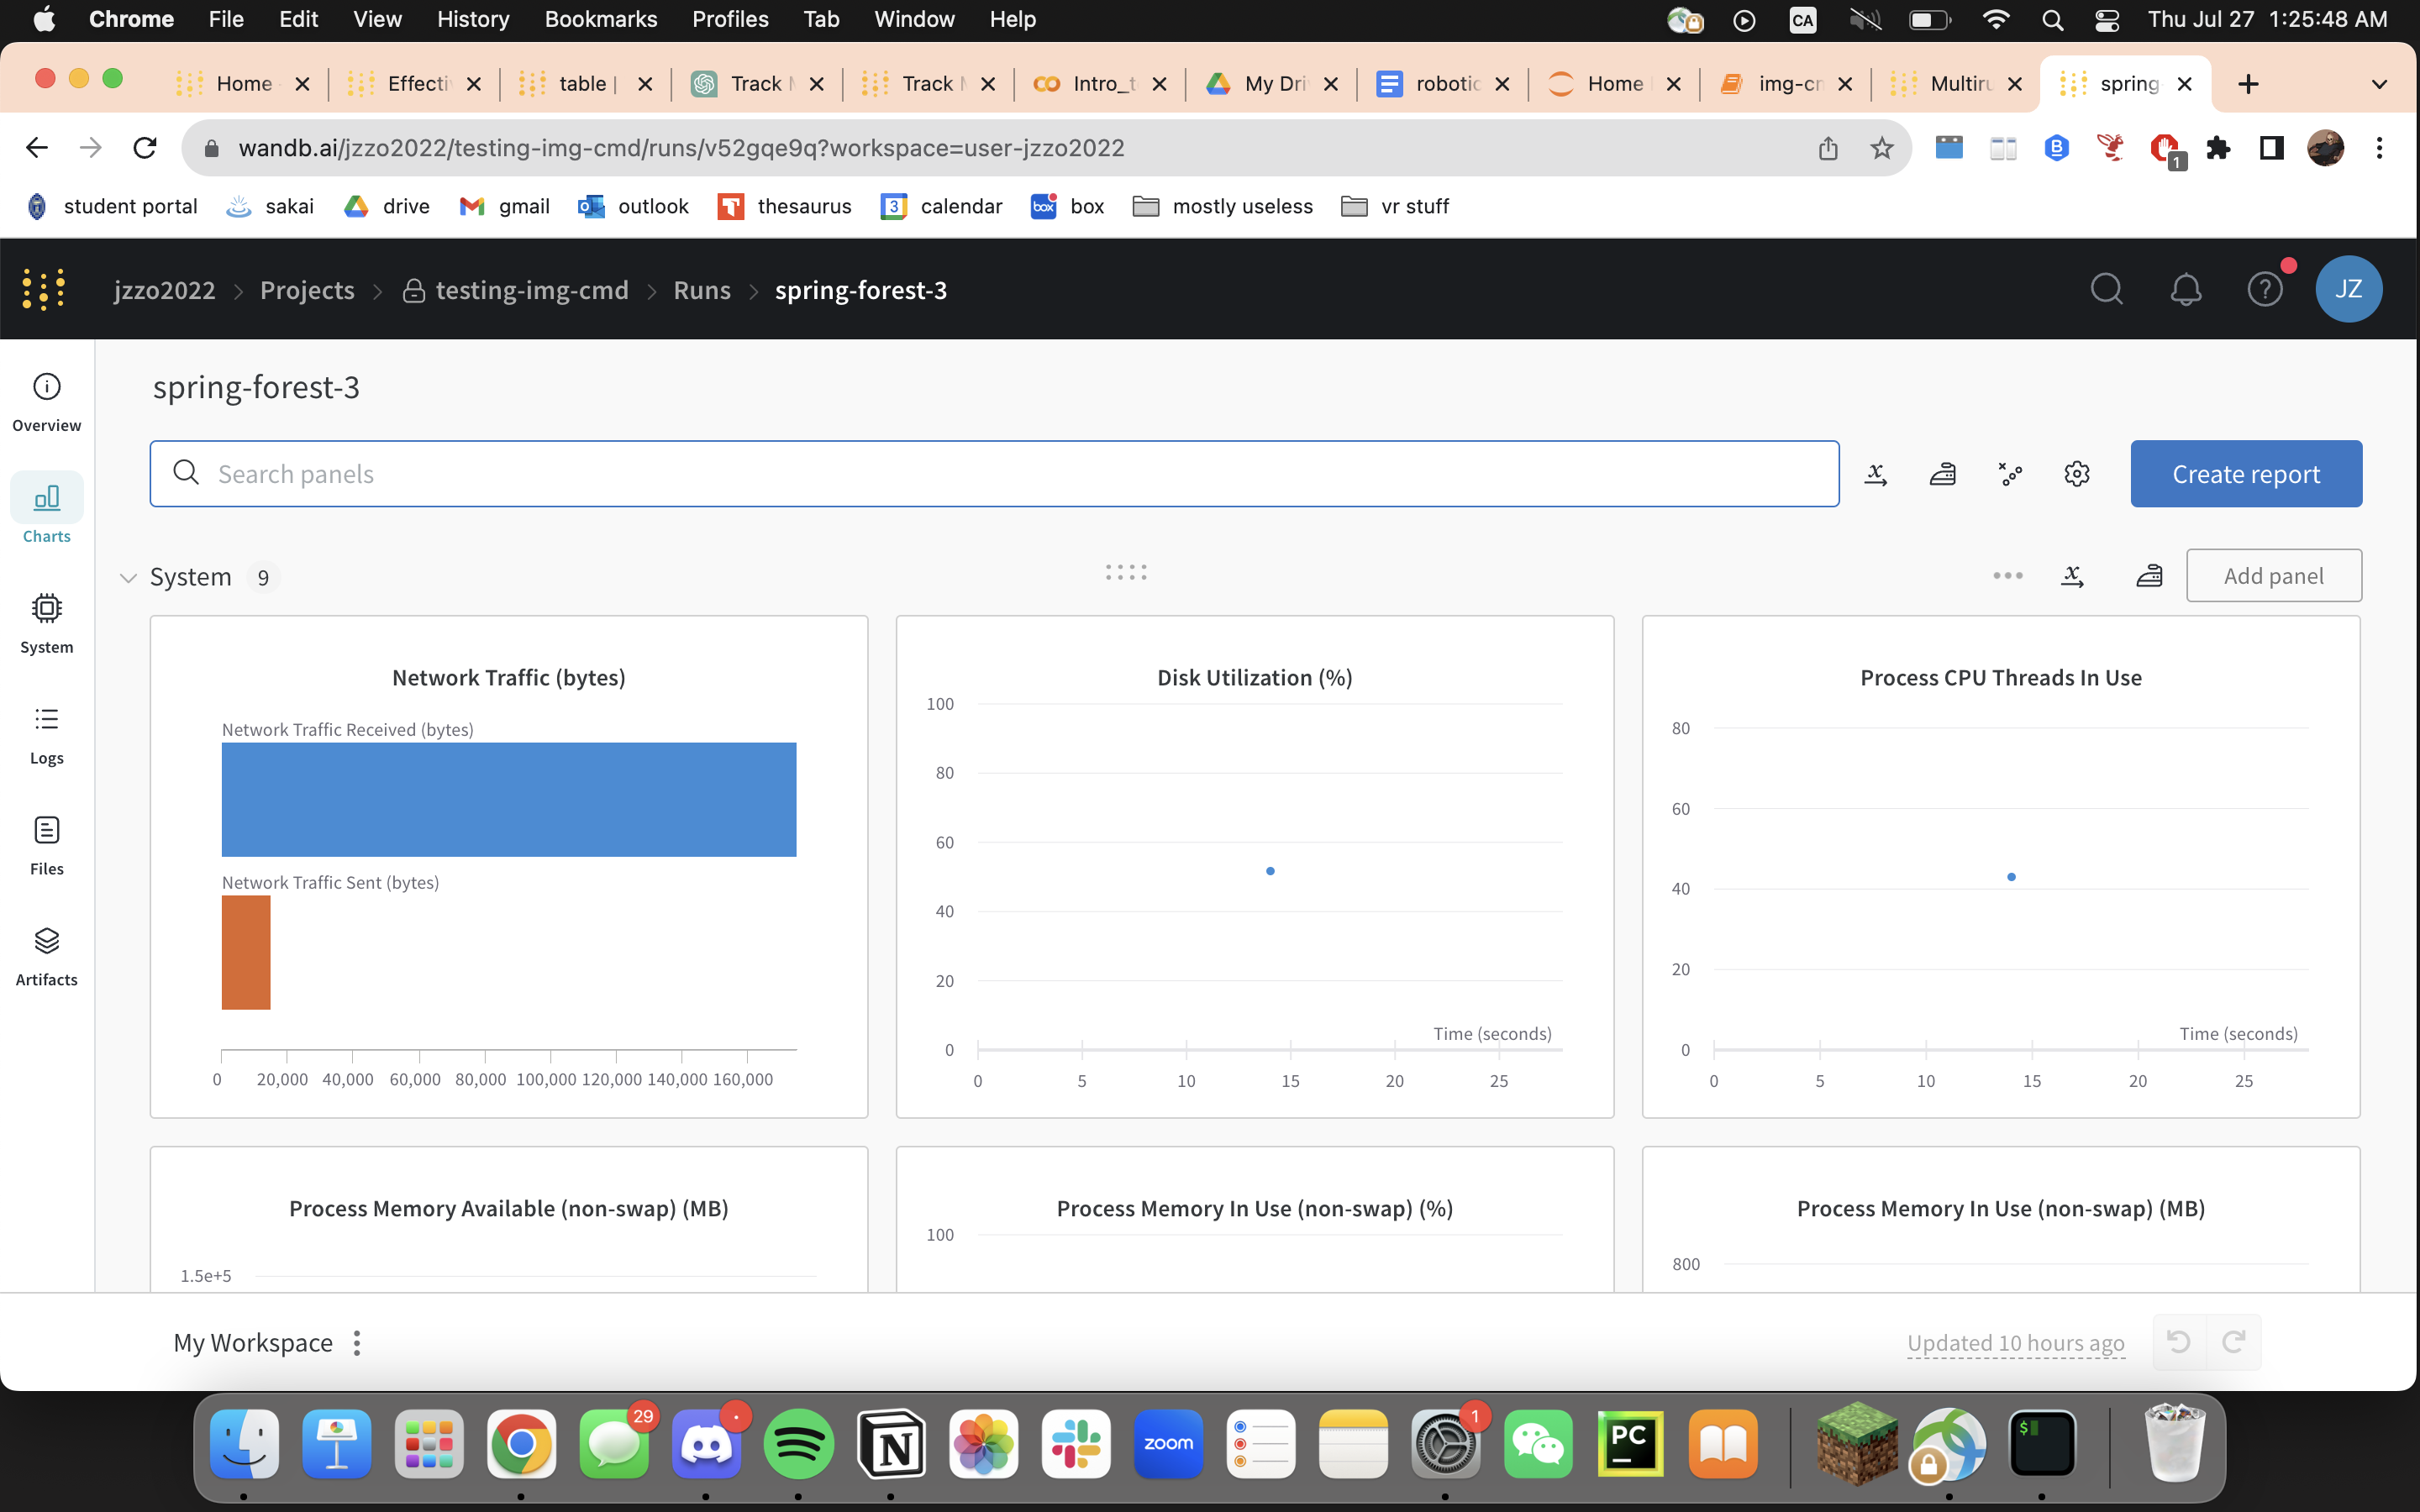 Chrome File Edit View History Bookmarks Profiles Tab Window Help CA Thu Jul 27 1:25:48 AM
Home Effecti table | Track Track Intro_t My Dri robotic Home img-cr Multiru spring
wandb.ai/jzzo2022/testing-img-cmd/runs/v52gqe9q?workspace=user-jzzo2022 B 1
student portal sakai drive gmail outlook thesaurus 3 calendar box box mostly useless vr stuff
jzzo2022 > Projects > testing-img-cmd > Runs > spring-forest-3 ? JZ
spring-forest-3
Overview
Charts
System
Logs
Files
Artifacts
Search panels
Create report
System 9
Add panel
Network Traffic (bytes)
Network Traffic Received (bytes)
Network Traffic Sent (bytes)
0 20,000 40,000 60,000 80,000 100,000 120,000 140,000 160,000
Disk Utilization (%)
100
80
60
40
20
0
Time (seconds)
0 5 10 15 20 25
Process CPU Threads In Use
80
60
40
20
0
Time (seconds)
0 5 10 15 20 25
Process Memory Available (non-swap) (MB)
1.5e+5
Process Memory In Use (non-swap) (%)
100
Process Memory In Use (non-swap) (MB)
800
My Workspace
Updated 10 hours ago
29 N zoom 1 PC $